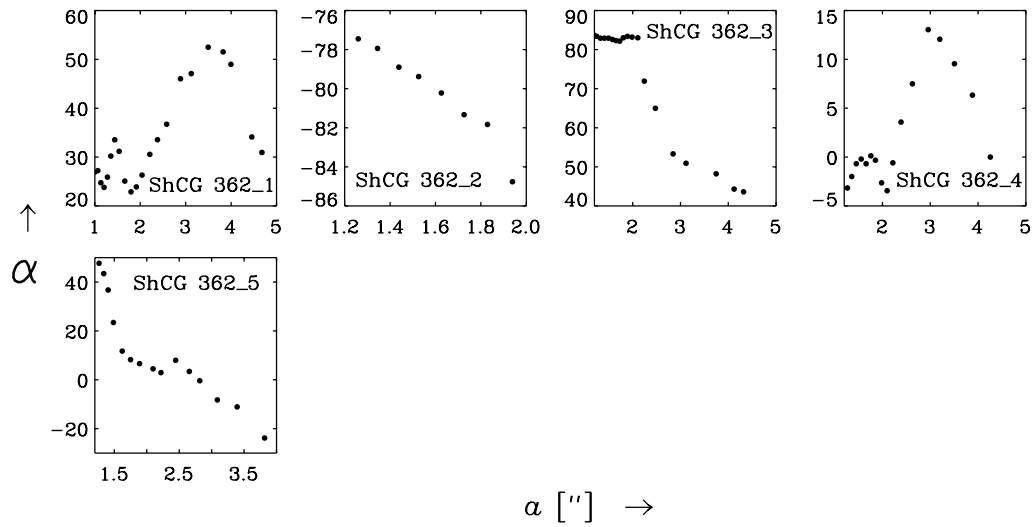 60
50
40
30
20
1 2 3 4 5
ShCG 362_1
-76
-78
-80
-82
-84
-86
1.2 1.4 1.6 1.8 2.0
ShCG 362_2
90
80
70
60
50
40
2 3 4 5
ShCG 362_3
15
10
5
0
-5
2 3 4 5
ShCG 362_4
↑
α
40
20
0
-20
1.5 2.5 3.5
ShCG 362_5
a ["] →